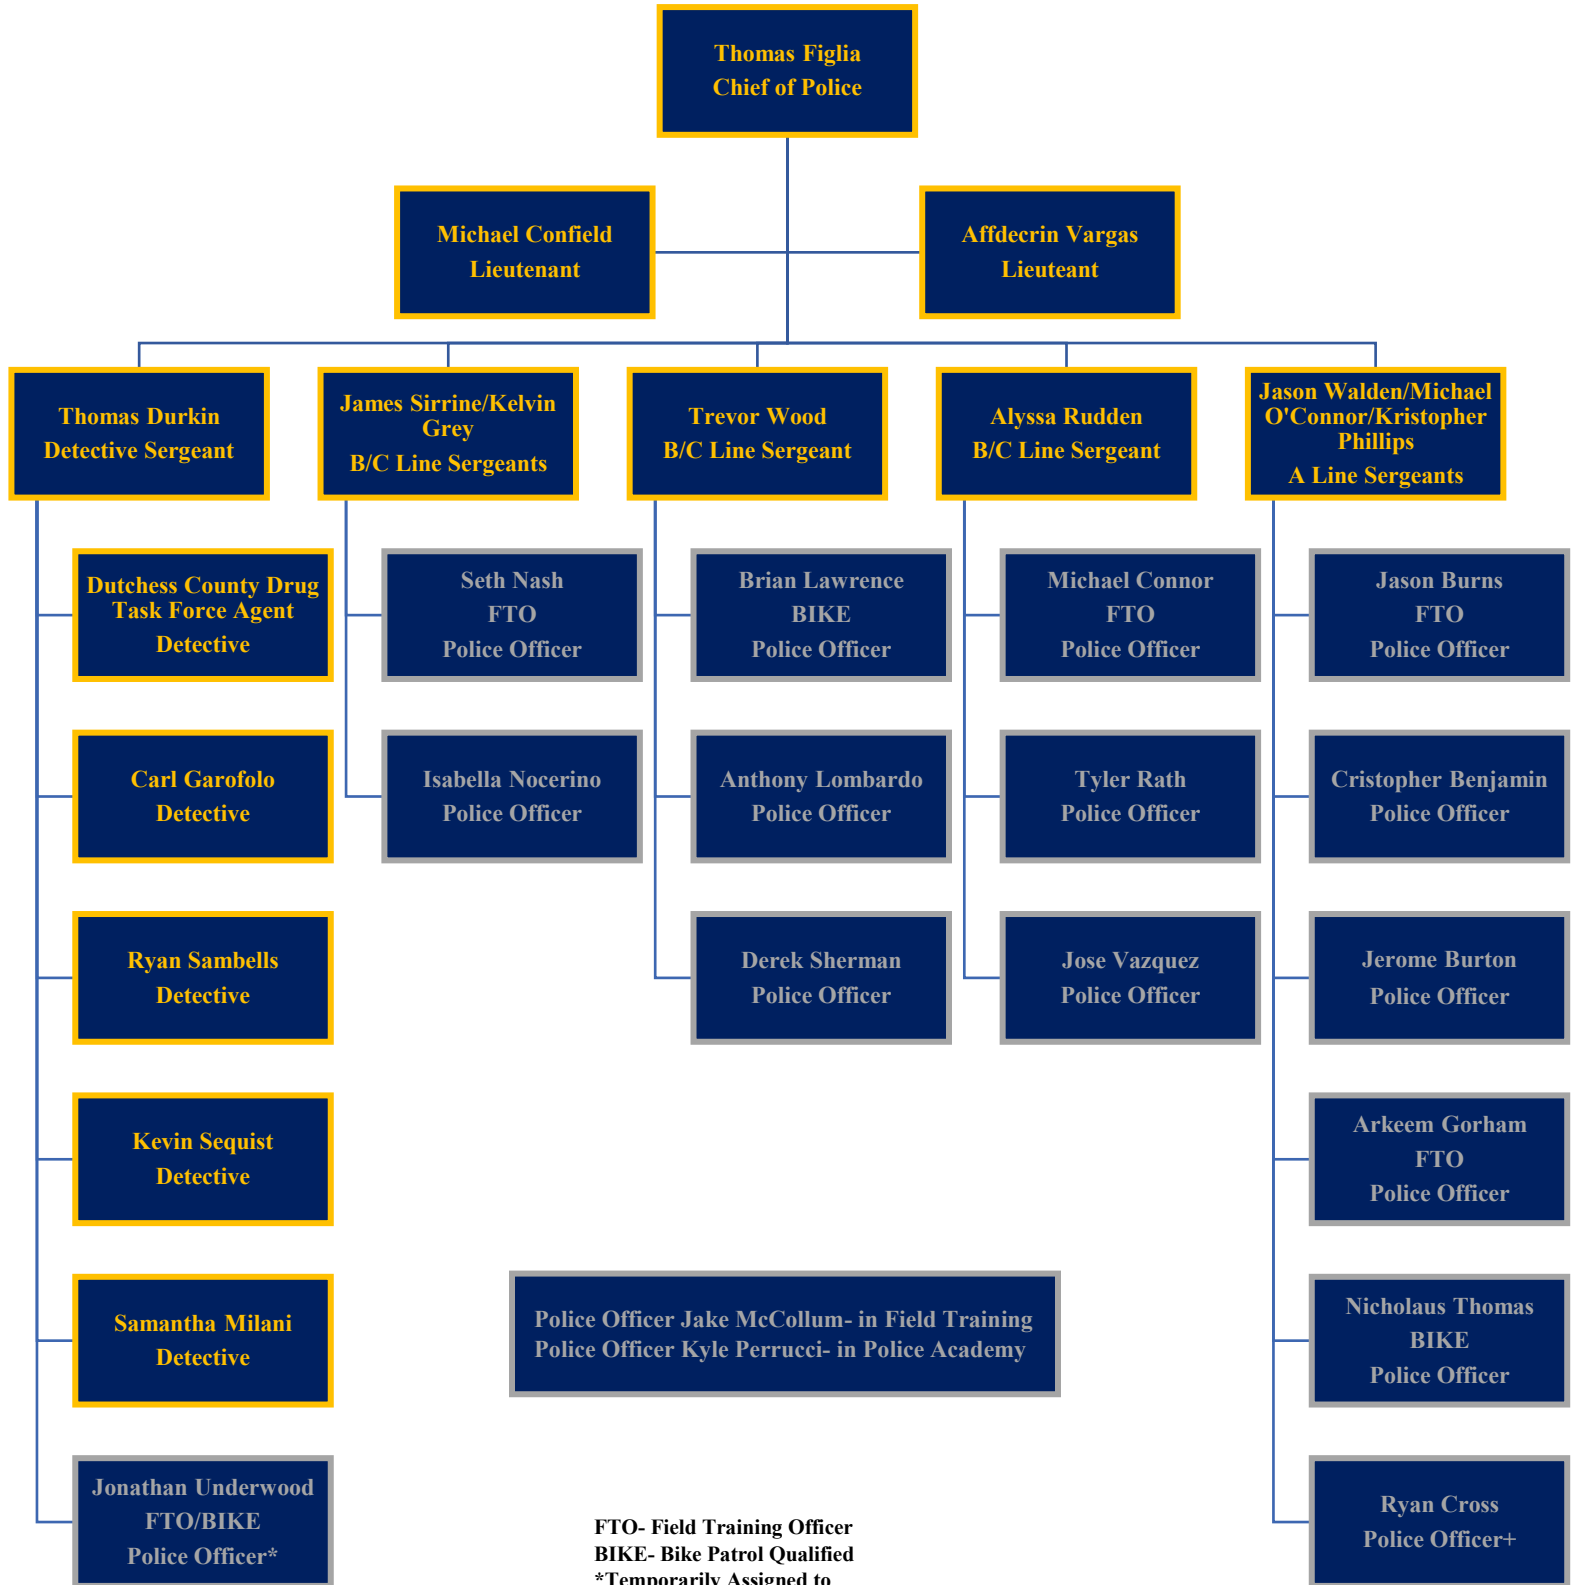 Thomas Figlia
Chief of Police
Michael Confield
Lieutenant
Affdecrin Vargas
Lieuteant
Thomas Durkin
Detective Sergeant
James Sirrine/Kelvin
Grey
B/C Line Sergeants
Trevor Wood
B/C Line Sergeant
Alyssa Rudden
B/C Line Sergeant
Jason Walden/Michael
O'Connor/Kristopher
Phillips
A Line Sergeants
Dutchess County Drug
Task Force Agent
Detective
Carl Garofolo
Detective
Ryan Sambells
Detective
Kevin Sequist
Detective
Samantha Milani
Detective
Jonathan Underwood
FTO/BIKE
Police Officer*
Seth Nash
FTO
Police Officer
Isabella Nocerino
Police Officer
Brian Lawrence
BIKE
Police Officer
Anthony Lombardo
Police Officer
Derek Sherman
Police Officer
Michael Connor
FTO
Police Officer
Tyler Rath
Police Officer
Jose Vazquez
Police Officer
Jason Burns
FTO
Police Officer
Cristopher Benjamin
Police Officer
Jerome Burton
Police Officer
Arkeem Gorham
FTO
Police Officer
Nicholaus Thomas
BIKE
Police Officer
Ryan Cross
Police Officer+
Police Officer Jake McCollum- in Field Training
Police Officer Kyle Perrucci- in Police Academy
FTO- Field Training Officer
BIKE- Bike Patrol Qualified
*Temporarily Assigned to